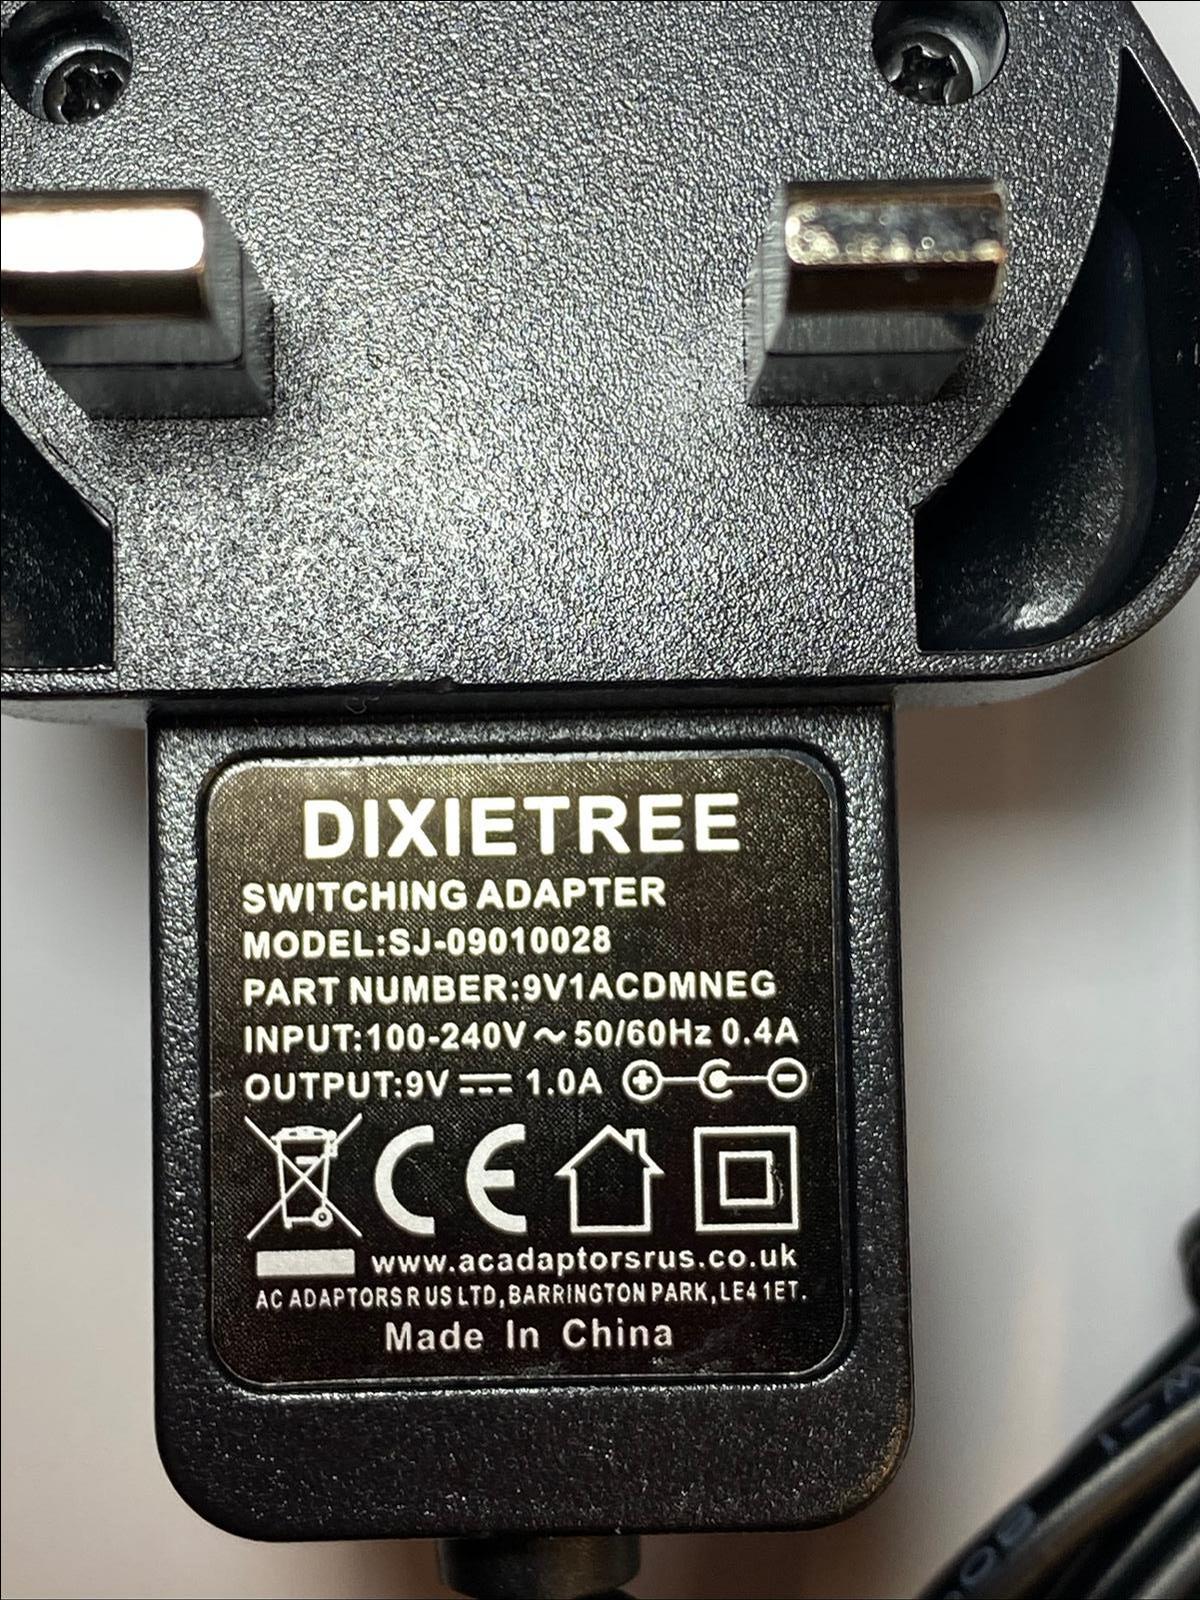 DIXIETREE
SWITCHING ADAPTER
MODEL:SJ-09010028
PART NUMBER:9V1ACDMNEG
INPUT:100-240V ~ 50/60Hz 0.4A
OUTPUT:9V ⎓ 1.0A
CE
www.acadaptorsrus.co.uk
AC ADAPTORS R US LTD, BARRINGTON PARK, LE4 1ET.
Made In China